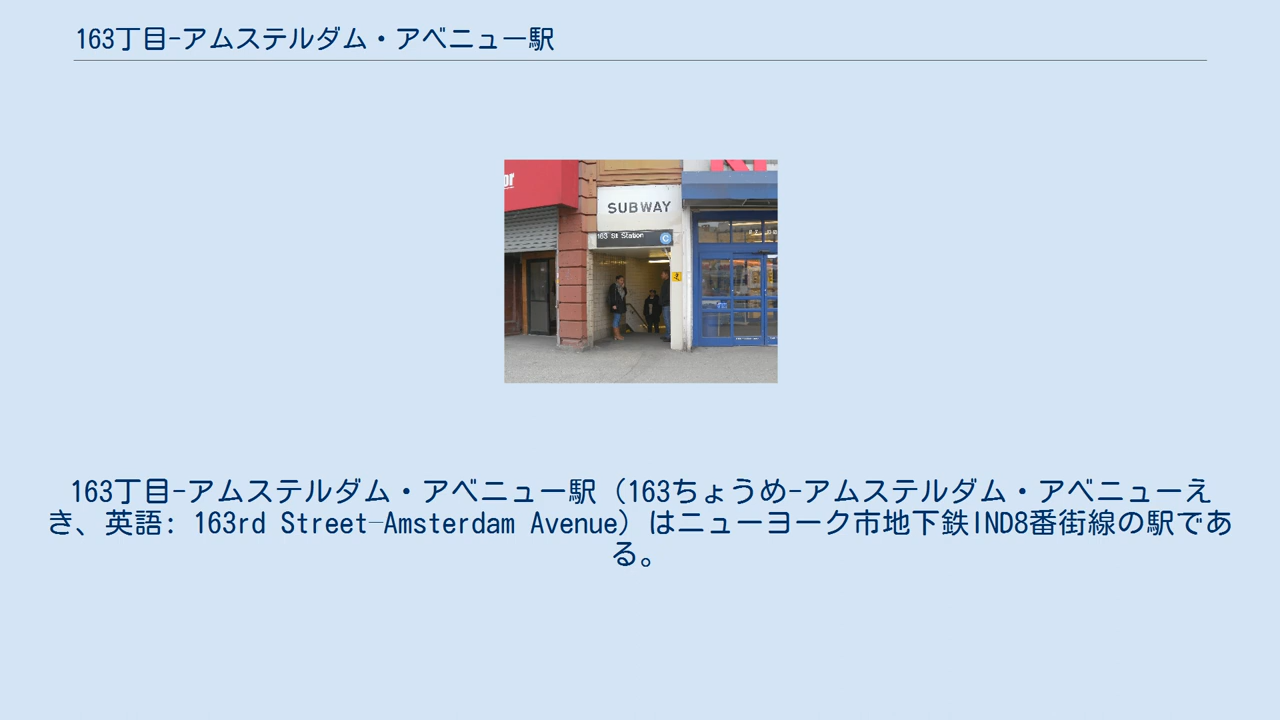 163丁目-アムステルダム・アベニュー駅
SUBWAY
163 St Station
C
163丁目-アムステルダム・アベニュー駅（163ちょうめ-アムステルダム・アベニューえ
き、英語: 163rd Street–Amsterdam Avenue）はニューヨーク市地下鉄IND8番街線の駅であ
る。